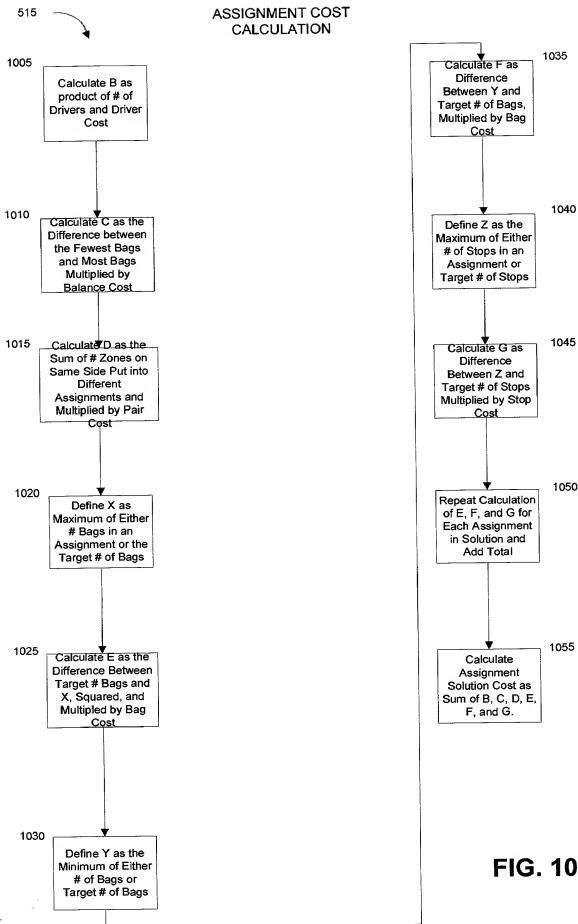 515
ASSIGNMENT COST
CALCULATION
1005
Calculate B as
product of # of
Drivers and Driver
Cost
1010
Calculate C as the
Difference between
the Fewest Bags
and Most Bags
Multiplied by
Balance Cost
1015
Calculate D as the
Sum of # Zones on
Same Side Put into
Different
Assignments and
Multiplied by Pair
Cost
1020
Define X as
Maximum of Either
# Bags in an
Assignment or the
Target # of Bags
1025
Calculate E as the
Difference Between
Target # Bags and
X, Squared, and
Multipled by Bag
Cost
1030
Define Y as the
Minimum of Either
# of Bags or
Target # of Bags
1035
Calculate F as
Difference
Between Y and
Target # of Bags,
Multiplied by Bag
Cost
1040
Define Z as the
Maximum of Either
# of Stops in an
Assignment or
Target # of Stops
1045
Calculate G as
Difference
Between Z and
Target # of Stops
Multiplied by Stop
Cost
1050
Repeat Calculation
of E, F, and G for
Each Assignment
in Solution and
Add Total
1055
Calculate
Assignment
Solution Cost as
Sum of B, C, D, E,
F, and G.
FIG. 10